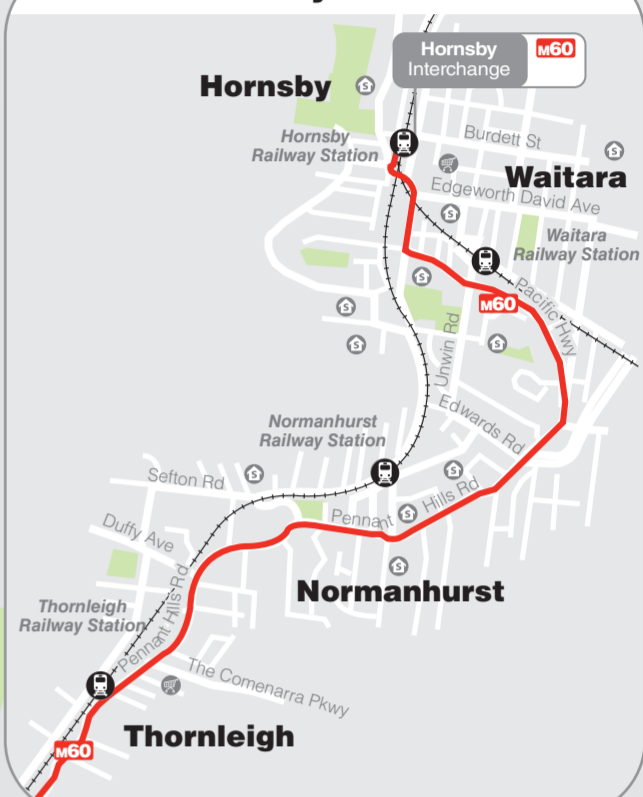 Hornsby
Interchange
M60
Hornsby
Hornsby
Railway Station
Burdett St
Waitara
Edgeworth David Ave
Waitara
Railway Station
M60
Pacific Hwy
Unwin Rd
Edwards Rd
Normanhurst
Railway Station
Sefton Rd
Pennant Hills Rd
Duffy Ave
Normanhurst
Thornleigh
Railway Station
Pennant Hills Rd
The Comenarra Pkwy
Thornleigh
M60
S
S
S
S
S
S
S
S
S
S
S